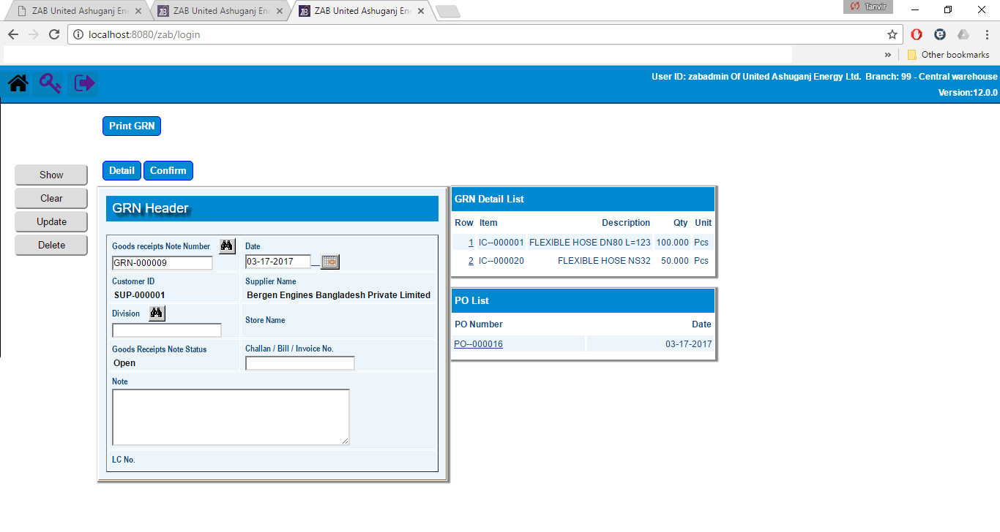 ZAB United Ashuganj Ene
ZAB United Ashuganj Ene
ZAB United Ashuganj Ene
Tanvir
localhost:8080/zab/login
» Other bookmarks
User ID: zabadmin Of United Ashuganj Energy Ltd. Branch: 99 - Central warehouse
Version:12.0.0
Print GRN
Show
Clear
Update
Delete
Detail Confirm
GRN Header
Goods receipts Note Number
Date
GRN-000009
03-17-2017
Customer ID
Supplier Name
SUP-000001
Bergen Engines Bangladesh Private Limited
Division
Store Name
Goods Receipts Note Status
Challan / Bill / Invoice No.
Open
Note
LC No.
GRN Detail List
Row Item Description Qty Unit
1 IC--000001 FLEXIBLE HOSE DN80 L=123 100.000 Pcs
2 IC--000020 FLEXIBLE HOSE NS32 50.000 Pcs
PO List
PO Number Date
PO--000016 03-17-2017